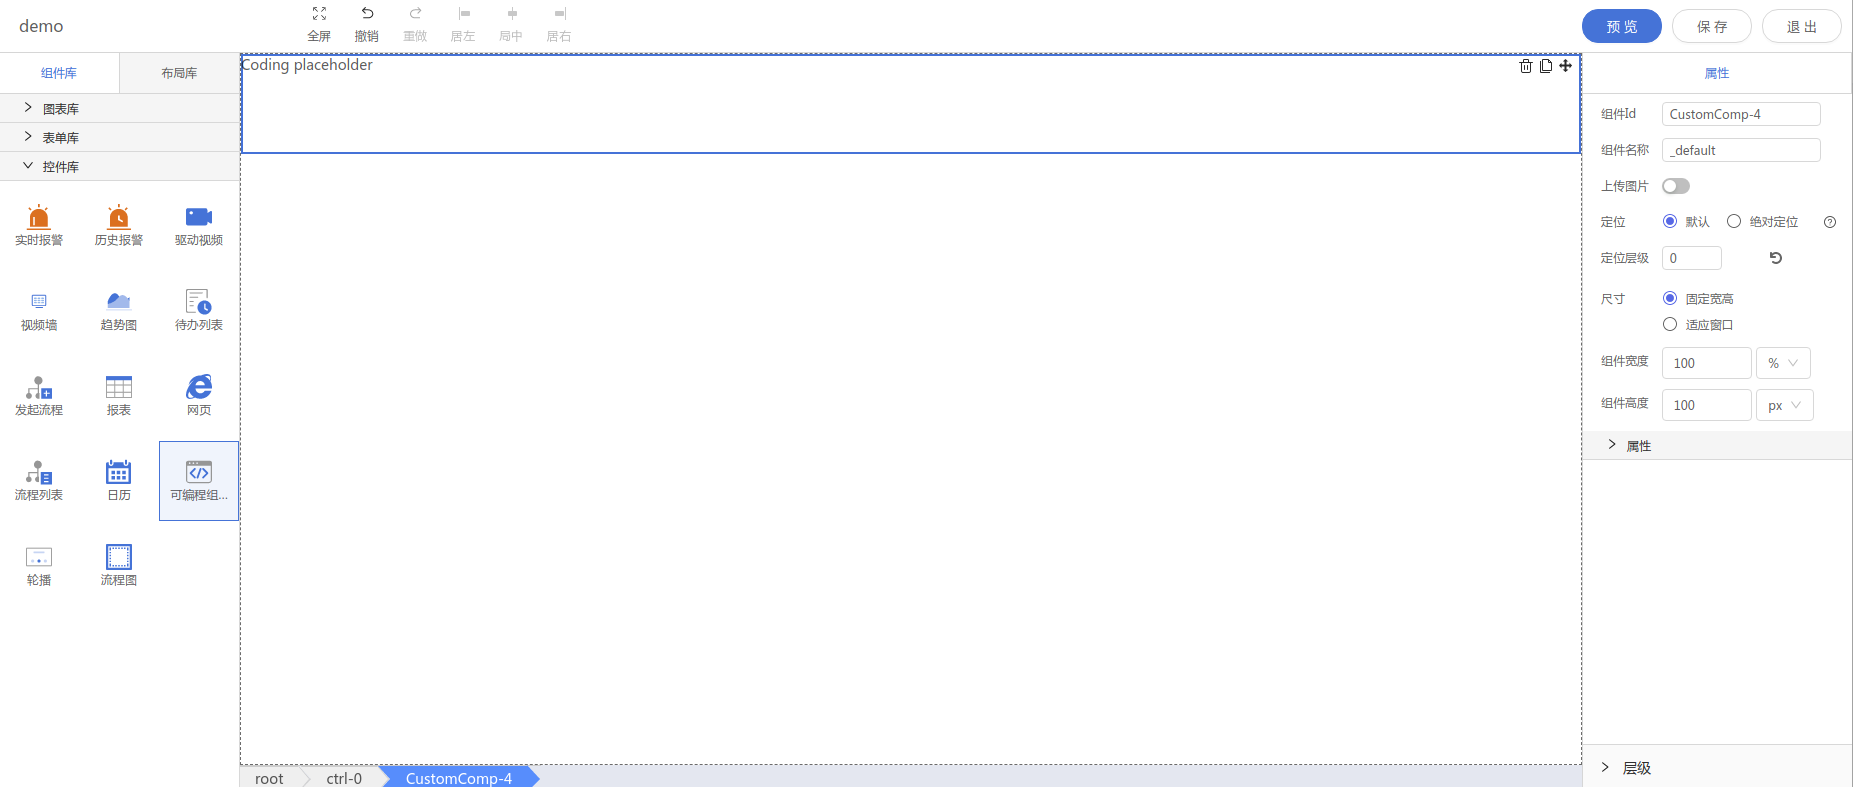 demo
全屏
撤销
重做
居左
局中
居右
预 览
保 存
退 出
组件库
布局库
图表库
表单库
控件库
实时报警
历史报警
驱动视频
视频墙
趋势图
待办列表
发起流程
报表
网页
流程列表
日历
可编程组...
轮播
流程图
Coding placeholder
root
ctrl-0
CustomComp-4
属性
组件Id
CustomComp-4
组件名称
_default
上传图片
定位
默认
绝对定位
定位层级
0
尺寸
固定宽高
适应窗口
组件宽度
100
%
组件高度
100
px
属性
层级